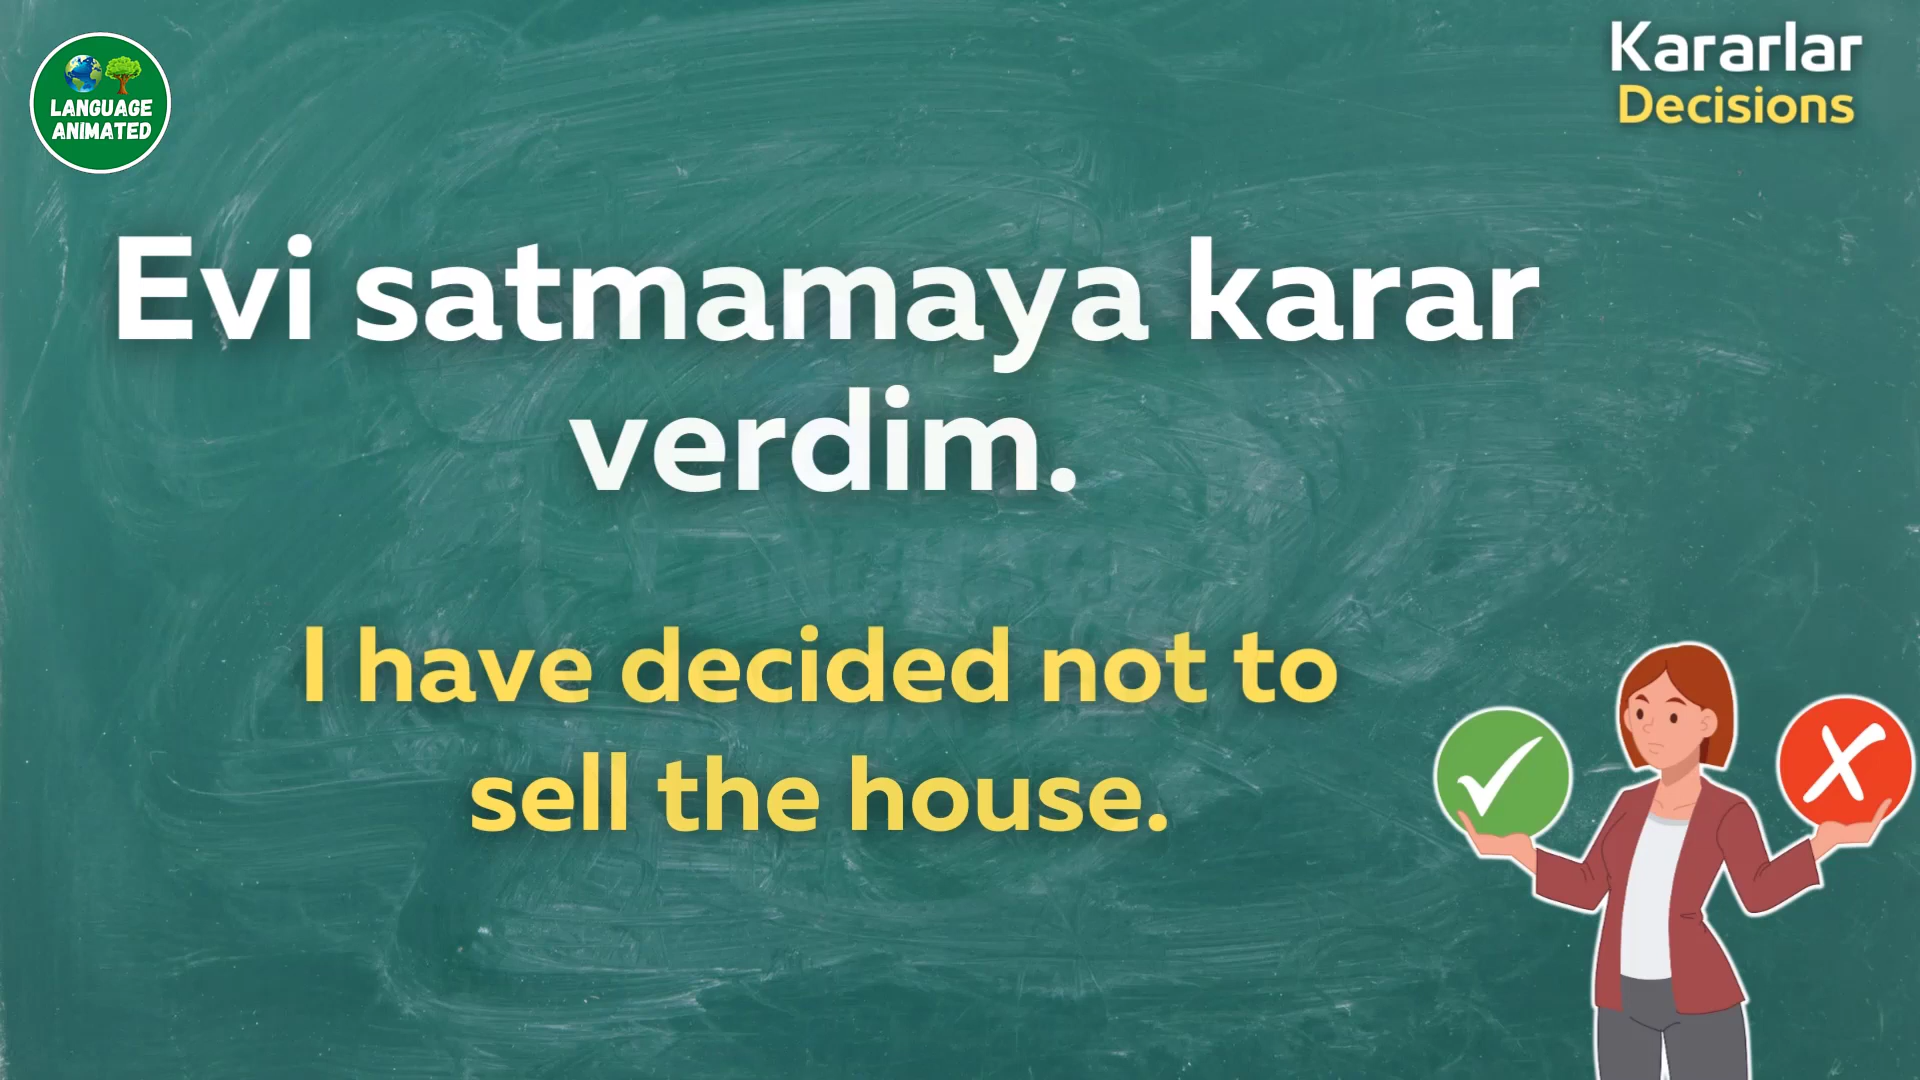 LANGUAGE
ANIMATED
Kararlar
Decisions
Evi satmamaya karar
verdim.
I have decided not to
sell the house.